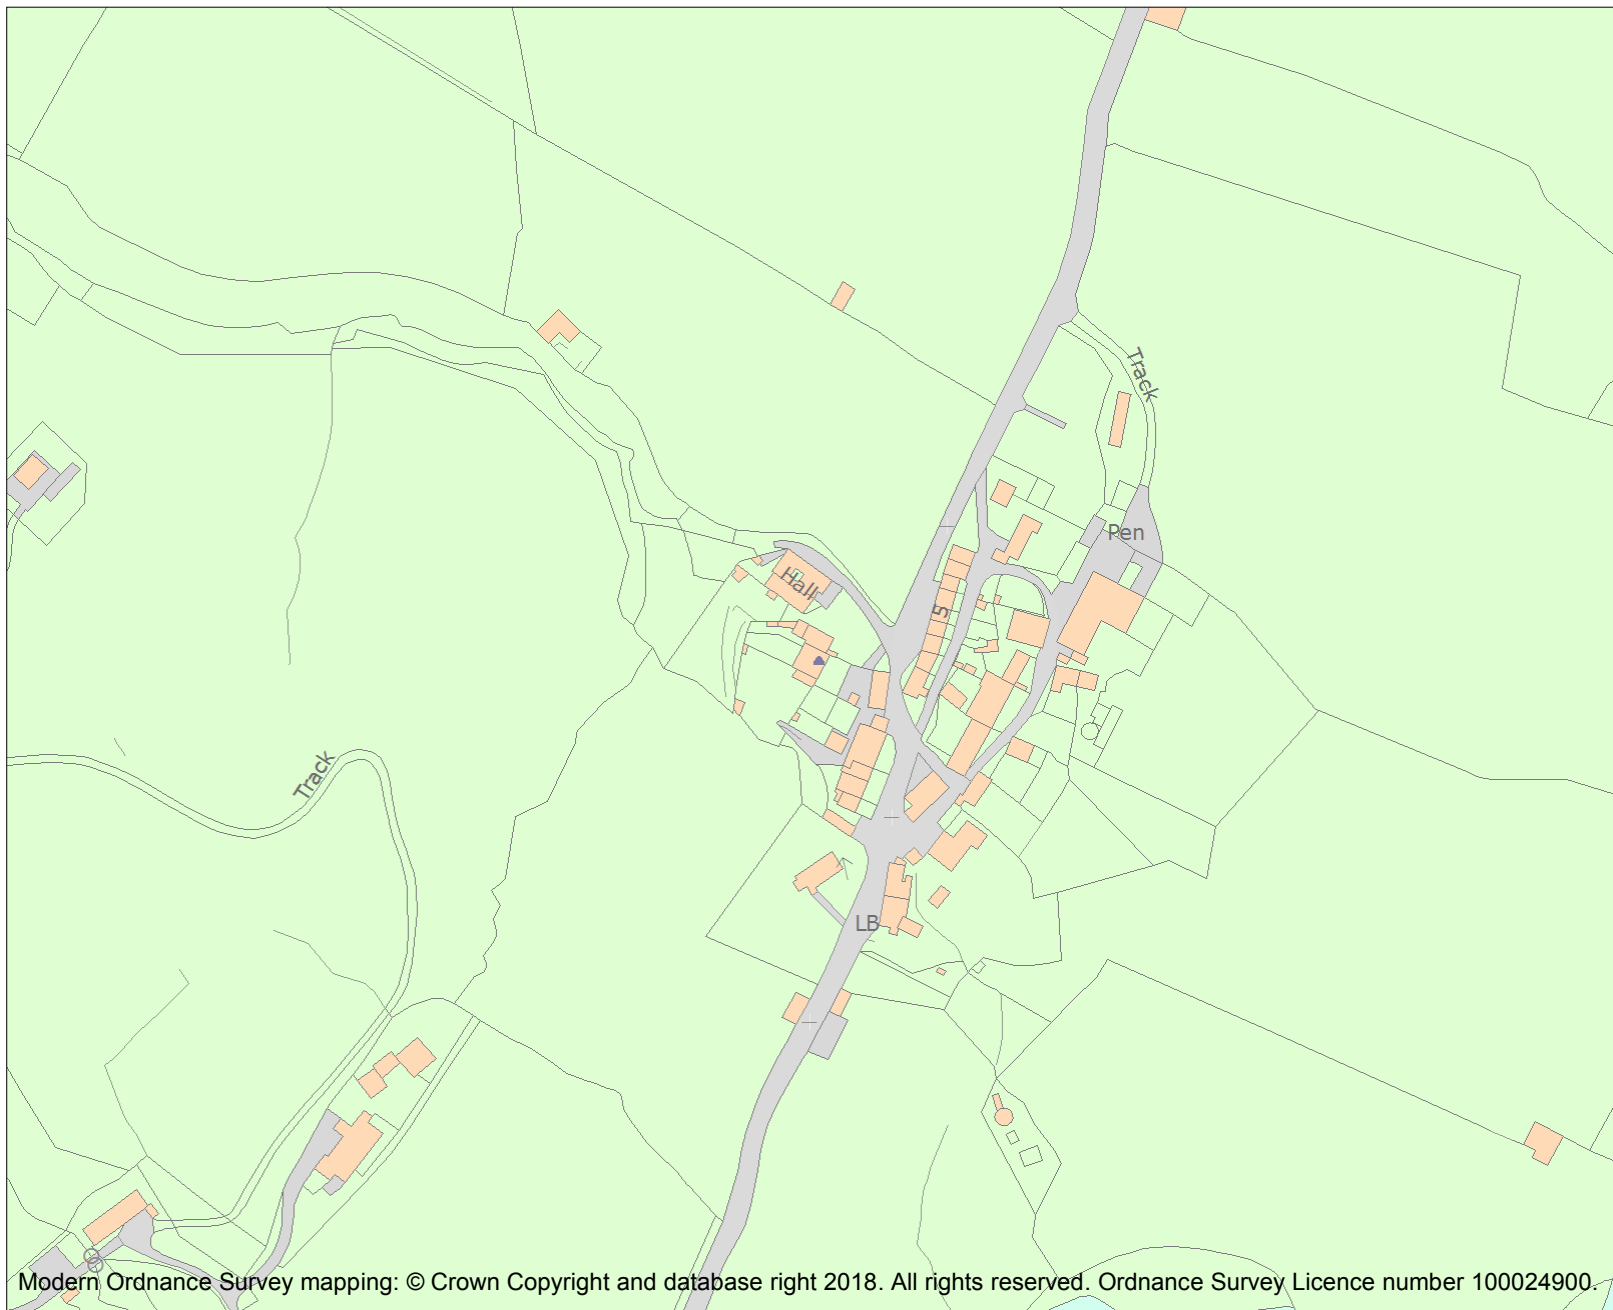 Track
Pen
Hall
5
Track
LB
Modern Ordnance Survey mapping: © Crown Copyright and database right 2018. All rights reserved. Ordnance Survey Licence number 100024900.